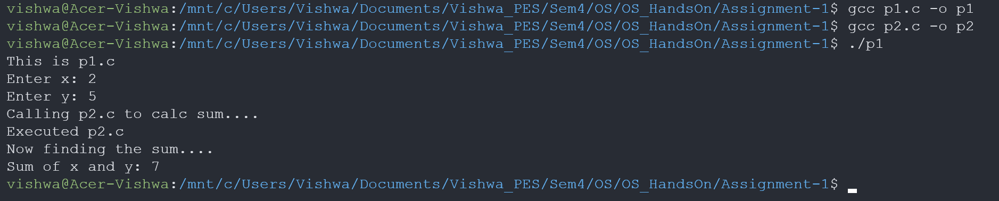 vishwa@Acer-Vishwa:/mnt/c/Users/Vishwa/Documents/Vishwa_PES/Sem4/OS/OS_HandsOn/Assignment-1$ gcc p1.c -o p1
vishwa@Acer-Vishwa:/mnt/c/Users/Vishwa/Documents/Vishwa_PES/Sem4/OS/OS_HandsOn/Assignment-1$ gcc p2.c -o p2
vishwa@Acer-Vishwa:/mnt/c/Users/Vishwa/Documents/Vishwa_PES/Sem4/OS/OS_HandsOn/Assignment-1$ ./p1
This is p1.c
Enter x: 2
Enter y: 5
Calling p2.c to calc sum....
Executed p2.c
Now finding the sum....
Sum of x and y: 7
vishwa@Acer-Vishwa:/mnt/c/Users/Vishwa/Documents/Vishwa_PES/Sem4/OS/OS_HandsOn/Assignment-1$